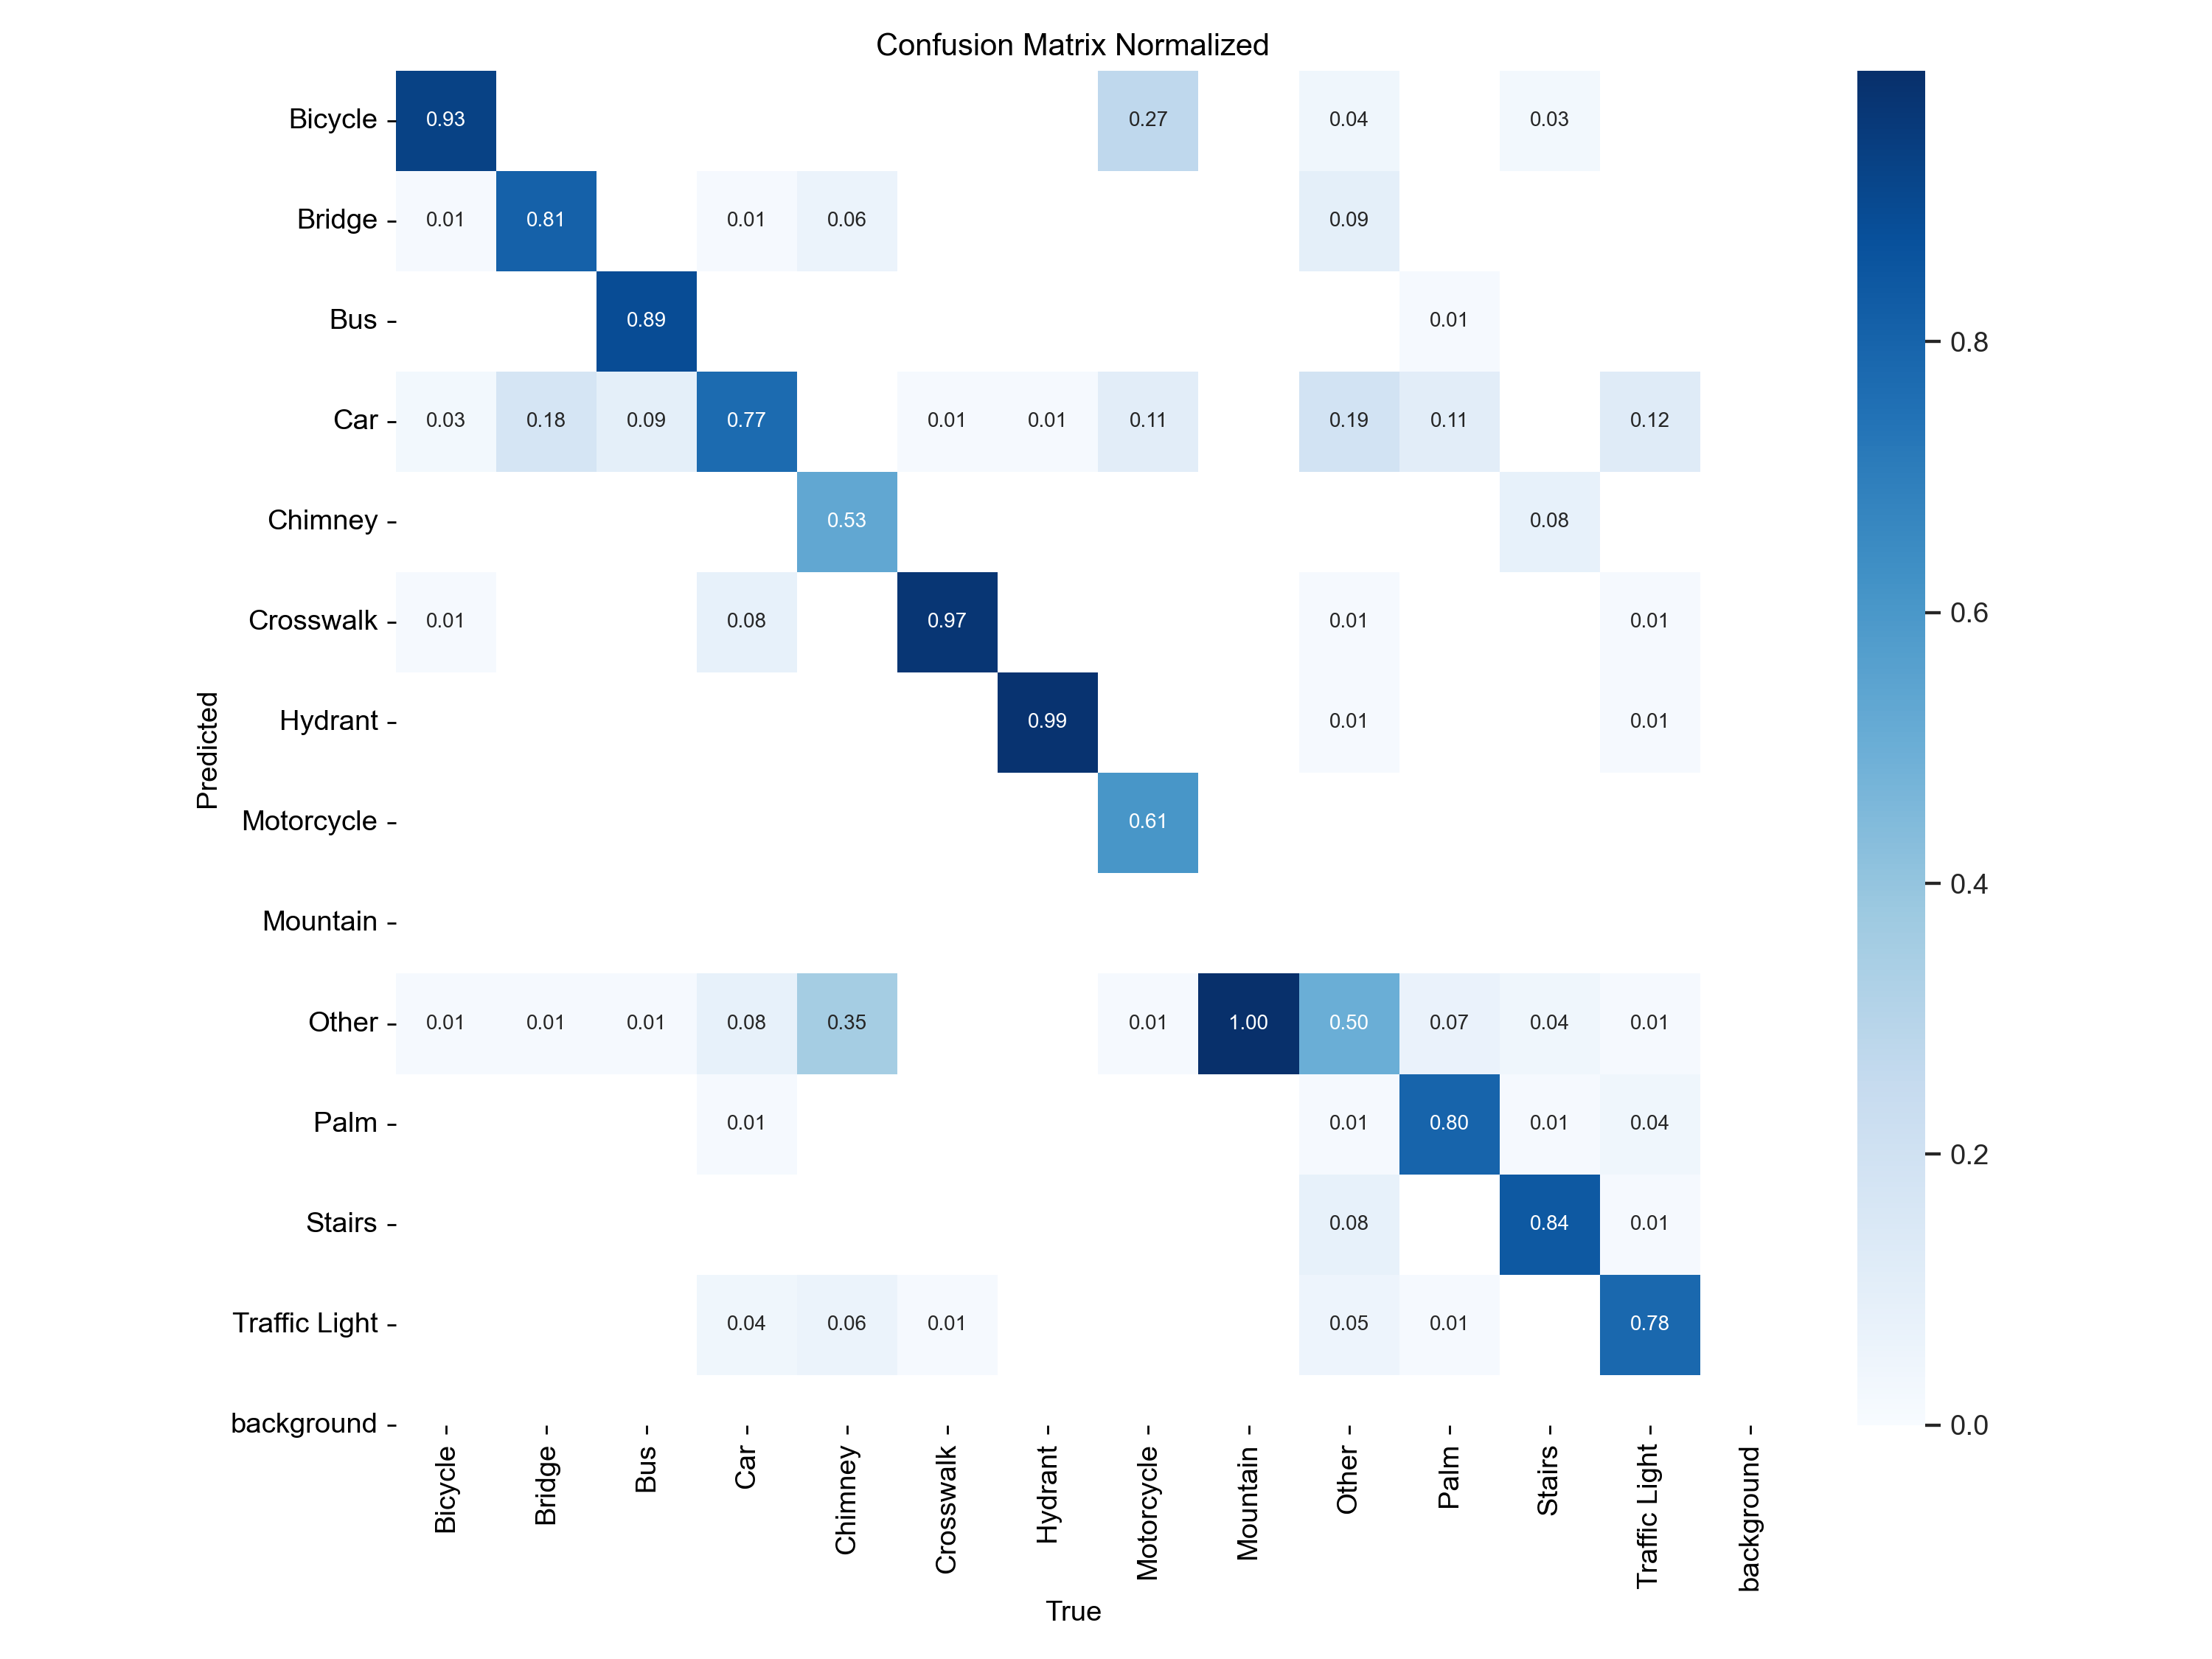 Confusion Matrix Normalized
Bicycle 0.93 0.27 0.04 0.03
Bridge 0.01 0.81 0.01 0.06 0.09
Bus 0.89 0.01
0.8
Car 0.03 0.18 0.09 0.77 0.01 0.01 0.11 0.19 0.11 0.12
Chimney 0.53 0.08
Crosswalk 0.01 0.08 0.97 0.01 0.01
0.6
Hydrant 0.99 0.01 0.01
Predicted
Motorcycle 0.61
0.4
Mountain
Other 0.01 0.01 0.01 0.08 0.35 0.01 1.00 0.50 0.07 0.04 0.01
Palm 0.01 0.01 0.80 0.01 0.04
0.2
Stairs 0.08 0.84 0.01
Traffic Light 0.04 0.06 0.01 0.05 0.01 0.78
background
0.0
Bicycle
Bridge
Bus
Car
Chimney
Crosswalk
Hydrant
Motorcycle
Mountain
Other
Palm
Stairs
Traffic Light
background
True